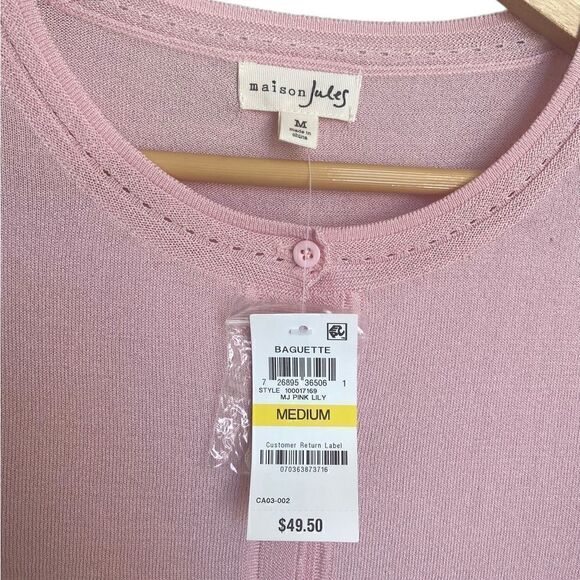 maison Jules
M
made in
china
BAGUETTE
7 26895 36506 1
STYLE 100017169
MJ PINK LILY
MEDIUM
Customer Return Label
070363873716
CA03-002
$49.50